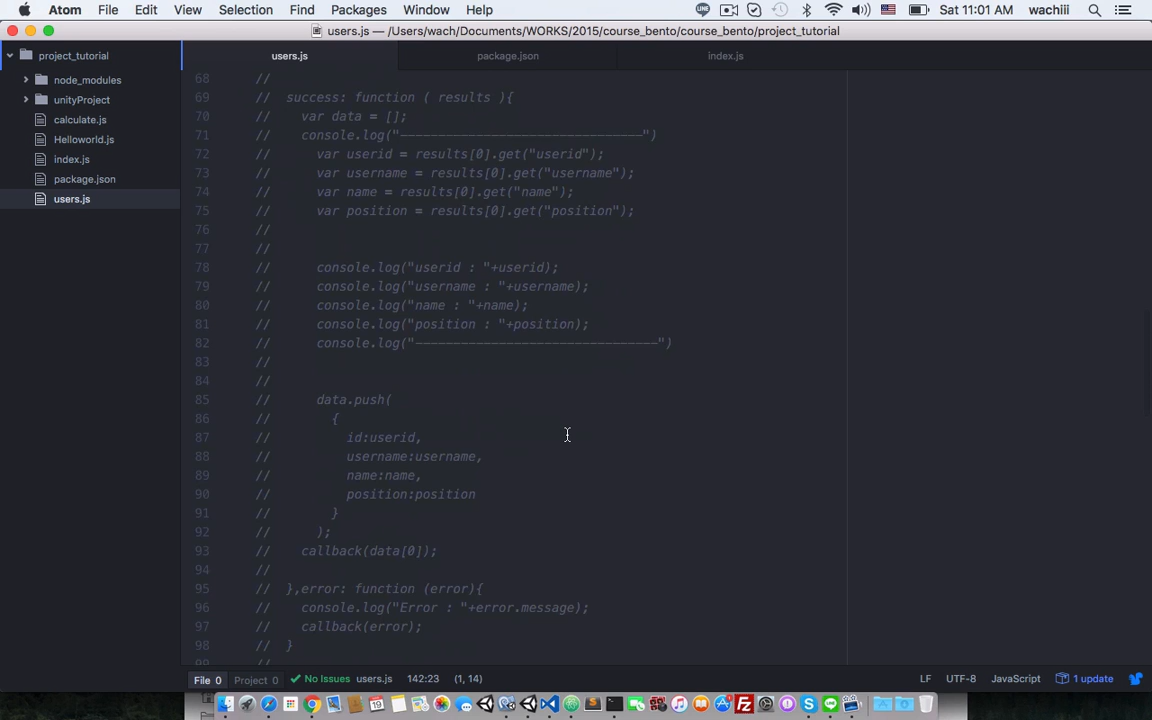 Atom File Edit View Selection Find Packages Window Help Sat 11:01 AM wachiii
users.js — /Users/wach/Documents/WORKS/2015/course_bento/course_bento/project_tutorial
project_tutorial
node_modules
unityProject
calculate.js
Helloworld.js
index.js
package.json
users.js
users.js package.json index.js
68 //
69 // success: function ( results ){
70 // var data = [];
71 // console.log("————————————————————————————————")
72 // var userid = results[0].get("userid");
73 // var username = results[0].get("username");
74 // var name = results[0].get("name");
75 // var position = results[0].get("position");
76 //
77 //
78 // console.log("userid : "+userid);
79 // console.log("username : "+username);
80 // console.log("name : "+name);
81 // console.log("position : "+position);
82 // console.log("————————————————————————————————")
83 //
84 //
85 // data.push(
86 // {
87 // id:userid,
88 // username:username,
89 // name:name,
90 // position:position
91 // }
92 // );
93 // callback(data[0]);
94 //
95 // },error: function (error){
96 // console.log("Error : "+error.message);
97 // callback(error);
98 // }
99 //
File 0 Project 0 No Issues users.js 142:23 (1, 14) LF UTF-8 JavaScript 1 update